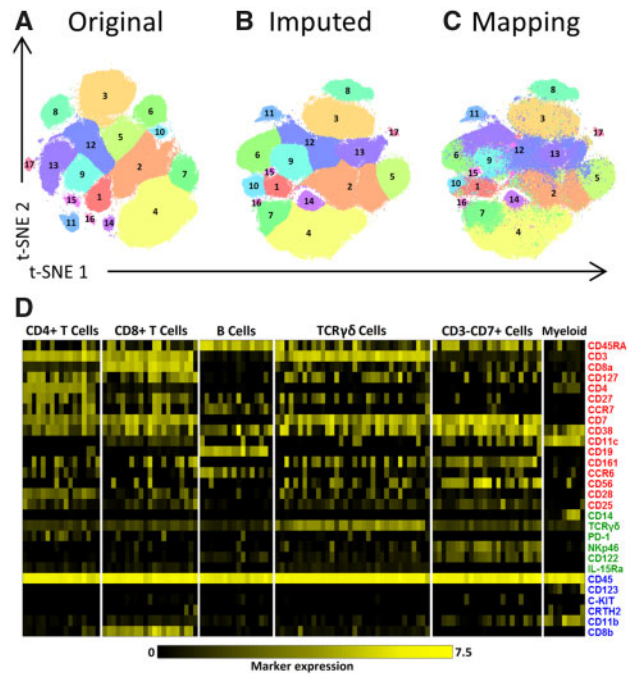 A Original B Imputed C Mapping
3
8
6
10
5
12
2
17
13
9
7
1
15
4
16
11
14
8
11
3
17
12
6
13
9
15
5
10
1
2
16
14
7
4
8
11
3
17
12
6
13
9
15
5
10
1
2
16
14
7
4
t-SNE 2
t-SNE 1
D
CD4+ T Cells CD8+ T Cells B Cells TCRγδ Cells CD3-CD7+ Cells Myeloid
CD45RA
CD3
CD8a
CD127
CD4
CD27
CCR7
CD7
CD38
CD11c
CD19
CD161
CCR6
CD56
CD28
CD25
CD14
TCRγδ
PD-1
NKp46
CD122
IL-15Ra
CD45
CD123
C-KIT
CRTH2
CD11b
CD8b
0 7.5
Marker expression